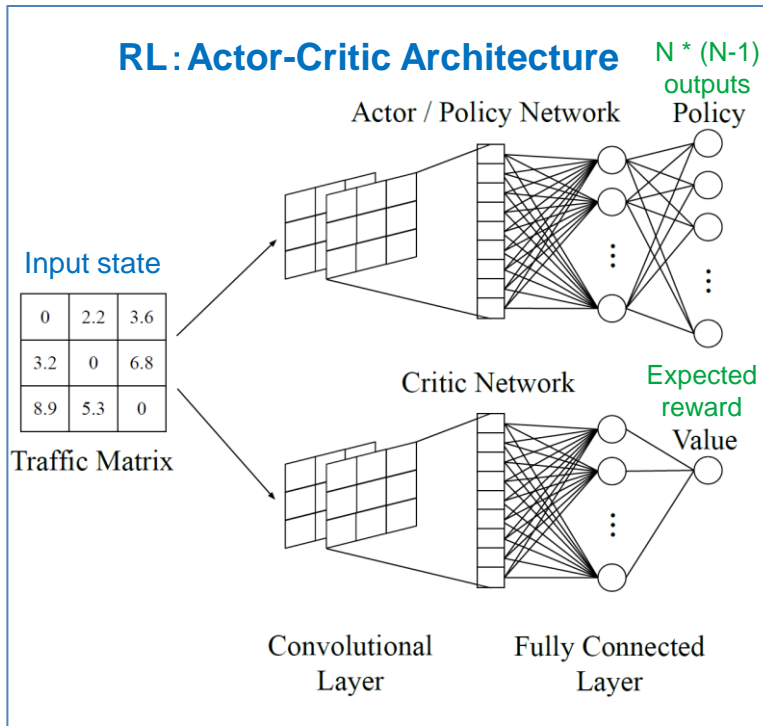 RL: Actor-Critic Architecture
N * (N-1)
outputs
Actor / Policy Network
Policy
Input state
0 2.2 3.6
3.2 0 6.8
8.9 5.3 0
Traffic Matrix
Critic Network
Expected
reward
Value
Convolutional
Layer
Fully Connected
Layer